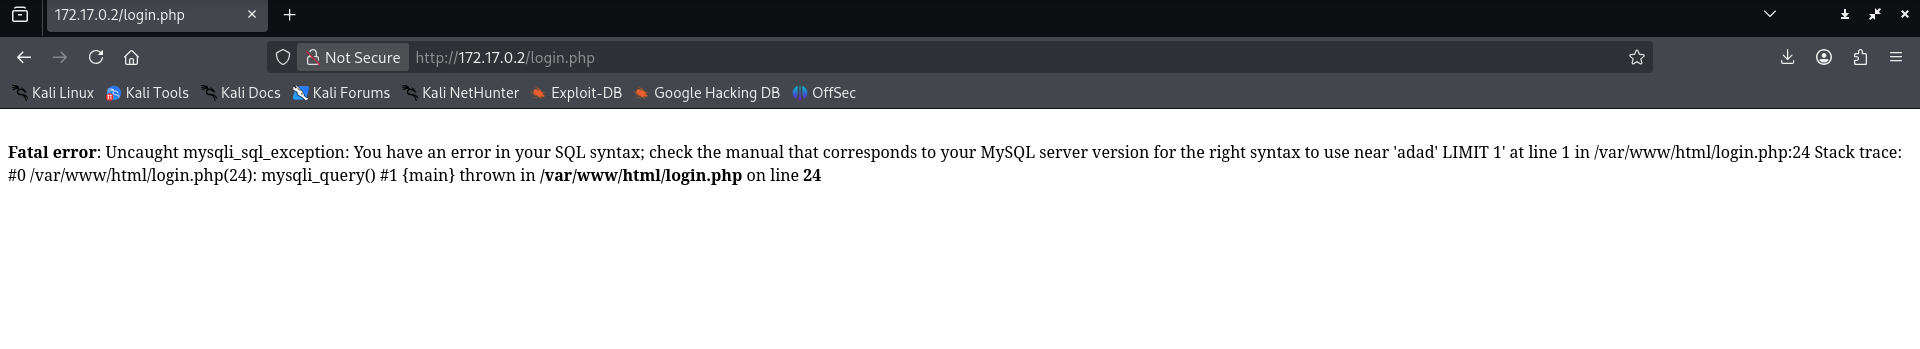 172.17.0.2/login.php
Not Secure http://172.17.0.2/login.php
Kali Linux Kali Tools Kali Docs Kali Forums Kali NetHunter Exploit-DB Google Hacking DB OffSec
Fatal error: Uncaught mysqli_sql_exception: You have an error in your SQL syntax; check the manual that corresponds to your MySQL server version for the right syntax to use near 'adad' LIMIT 1' at line 1 in /var/www/html/login.php:24 Stack trace:
#0 /var/www/html/login.php(24): mysqli_query() #1 {main} thrown in /var/www/html/login.php on line 24